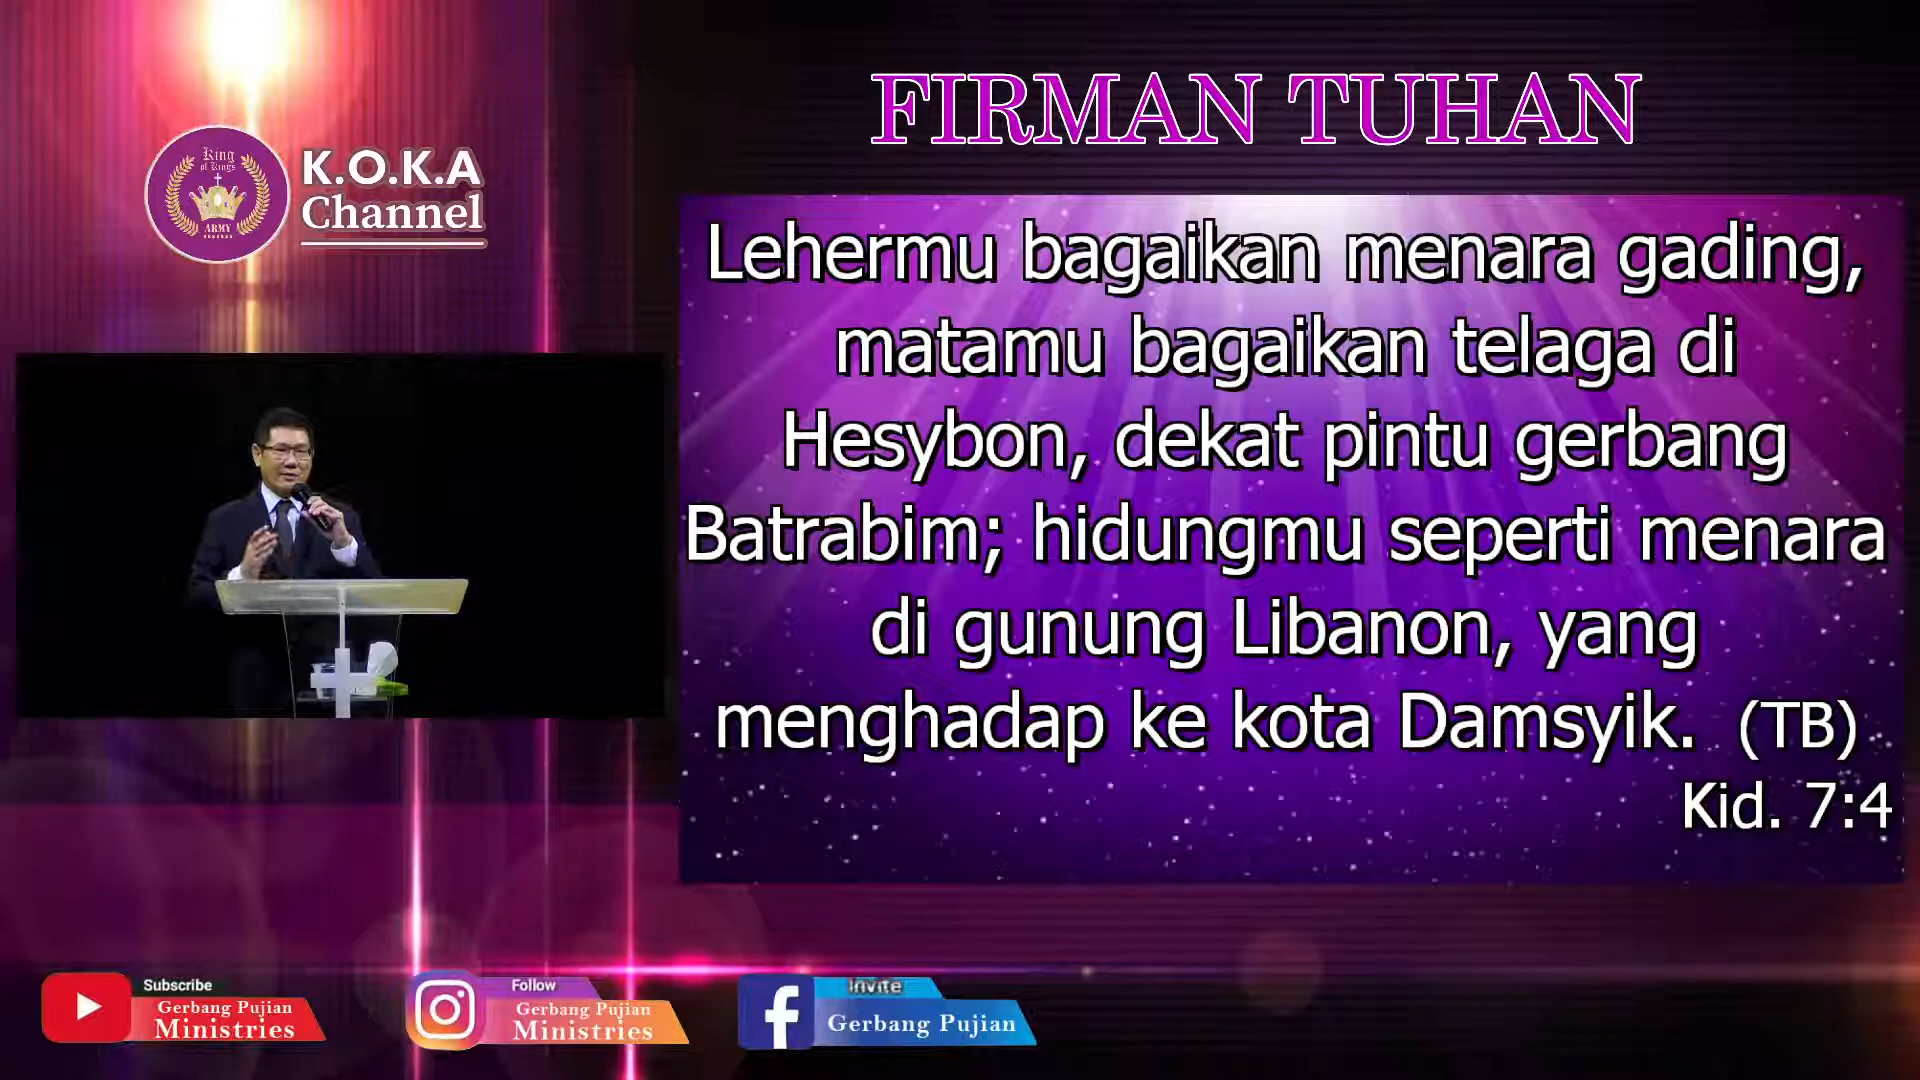 FIRMAN TUHAN
King
of Kings
ARMY
K.O.K.A
Channel
Lehermu bagaikan menara gading,
matamu bagaikan telaga di
Hesybon, dekat pintu gerbang
Batrabim; hidungmu seperti menara
di gunung Libanon, yang
menghadap ke kota Damsyik. (TB)
Kid. 7:4
Subscribe
Gerbang Pujian
Ministries
Follow
Gerbang Pujian
Ministries
Invite
Gerbang Pujian